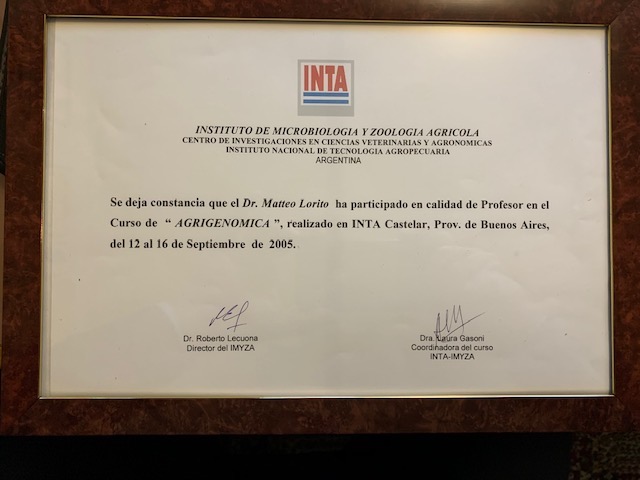 INTA
INSTITUTO DE MICROBIOLOGIA Y ZOOLOGIA AGRICOLA
CENTRO DE INVESTIGACIONES EN CIENCIAS VETERINARIAS Y AGRONOMICAS
INSTITUTO NACIONAL DE TECNOLOGIA AGROPECUARIA
ARGENTINA
Se deja constancia que el Dr. Matteo Lorito ha participado en calidad de Profesor en el
Curso de “ AGRIGENOMICA ”, realizado en INTA Castelar, Prov. de Buenos Aires,
del 12 al 16 de Septiembre de 2005.
Dr. Roberto Lecuona
Director del IMYZA
Dra. Laura Gasoni
Coordinadora del curso
INTA-IMYZA